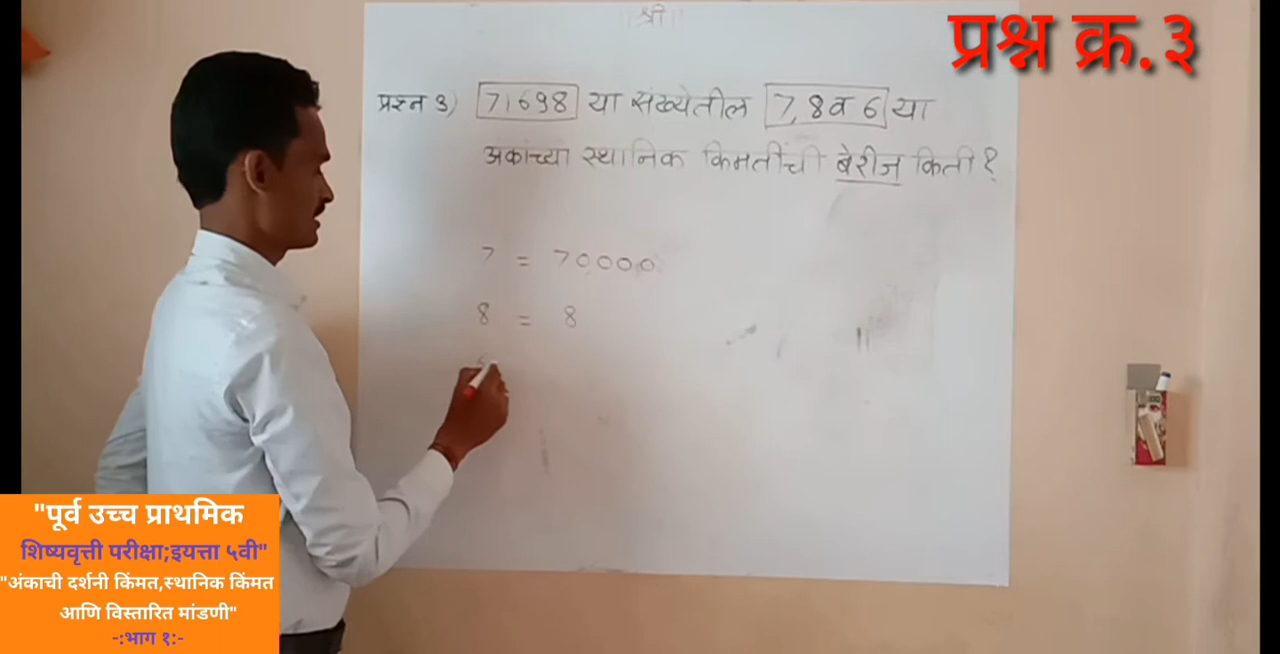 ॥ श्री ॥
प्रश्न क्र.३
प्रश्न ३) 71698 या संख्येतील 7,8 व 6 या
अंकांच्या स्थानिक किंमतींची बेरीज किती?
7 = 70000
8 = 8
"पूर्व उच्च प्राथमिक
शिष्यवृत्ती परीक्षा;इयत्ता ५वी"
"अंकाची दर्शनी किंमत,स्थानिक किंमत
आणि विस्तारित मांडणी"
-:भाग १:-